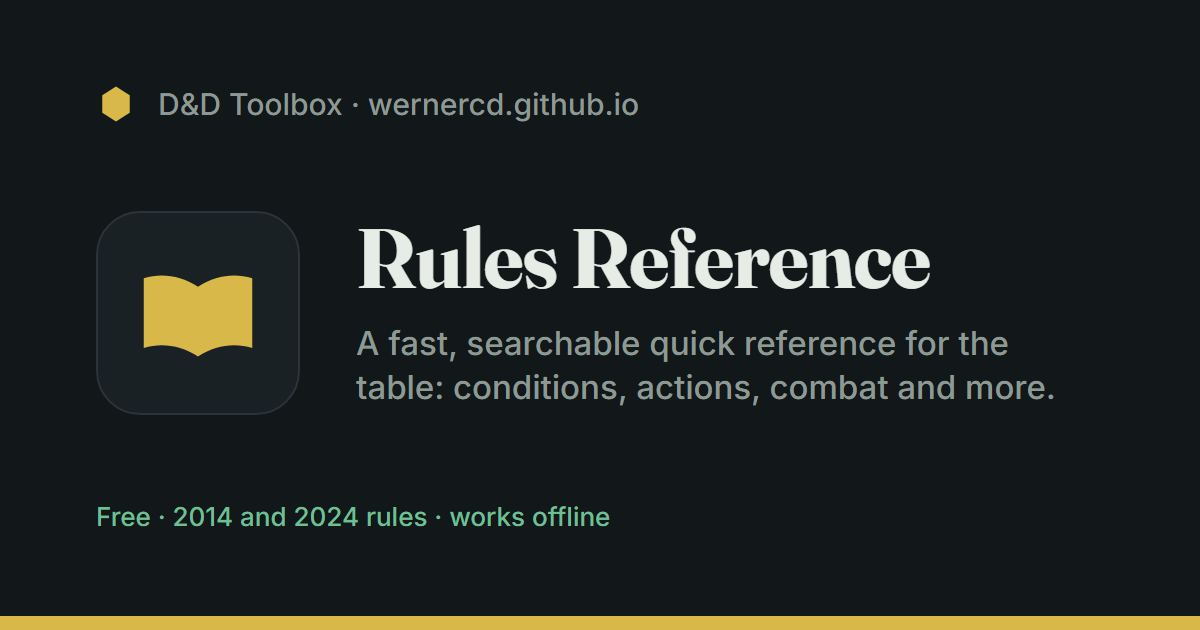 D&D Toolbox · wernercd.github.io
Rules Reference
A fast, searchable quick reference for the
table: conditions, actions, combat and more.
Free · 2014 and 2024 rules · works offline